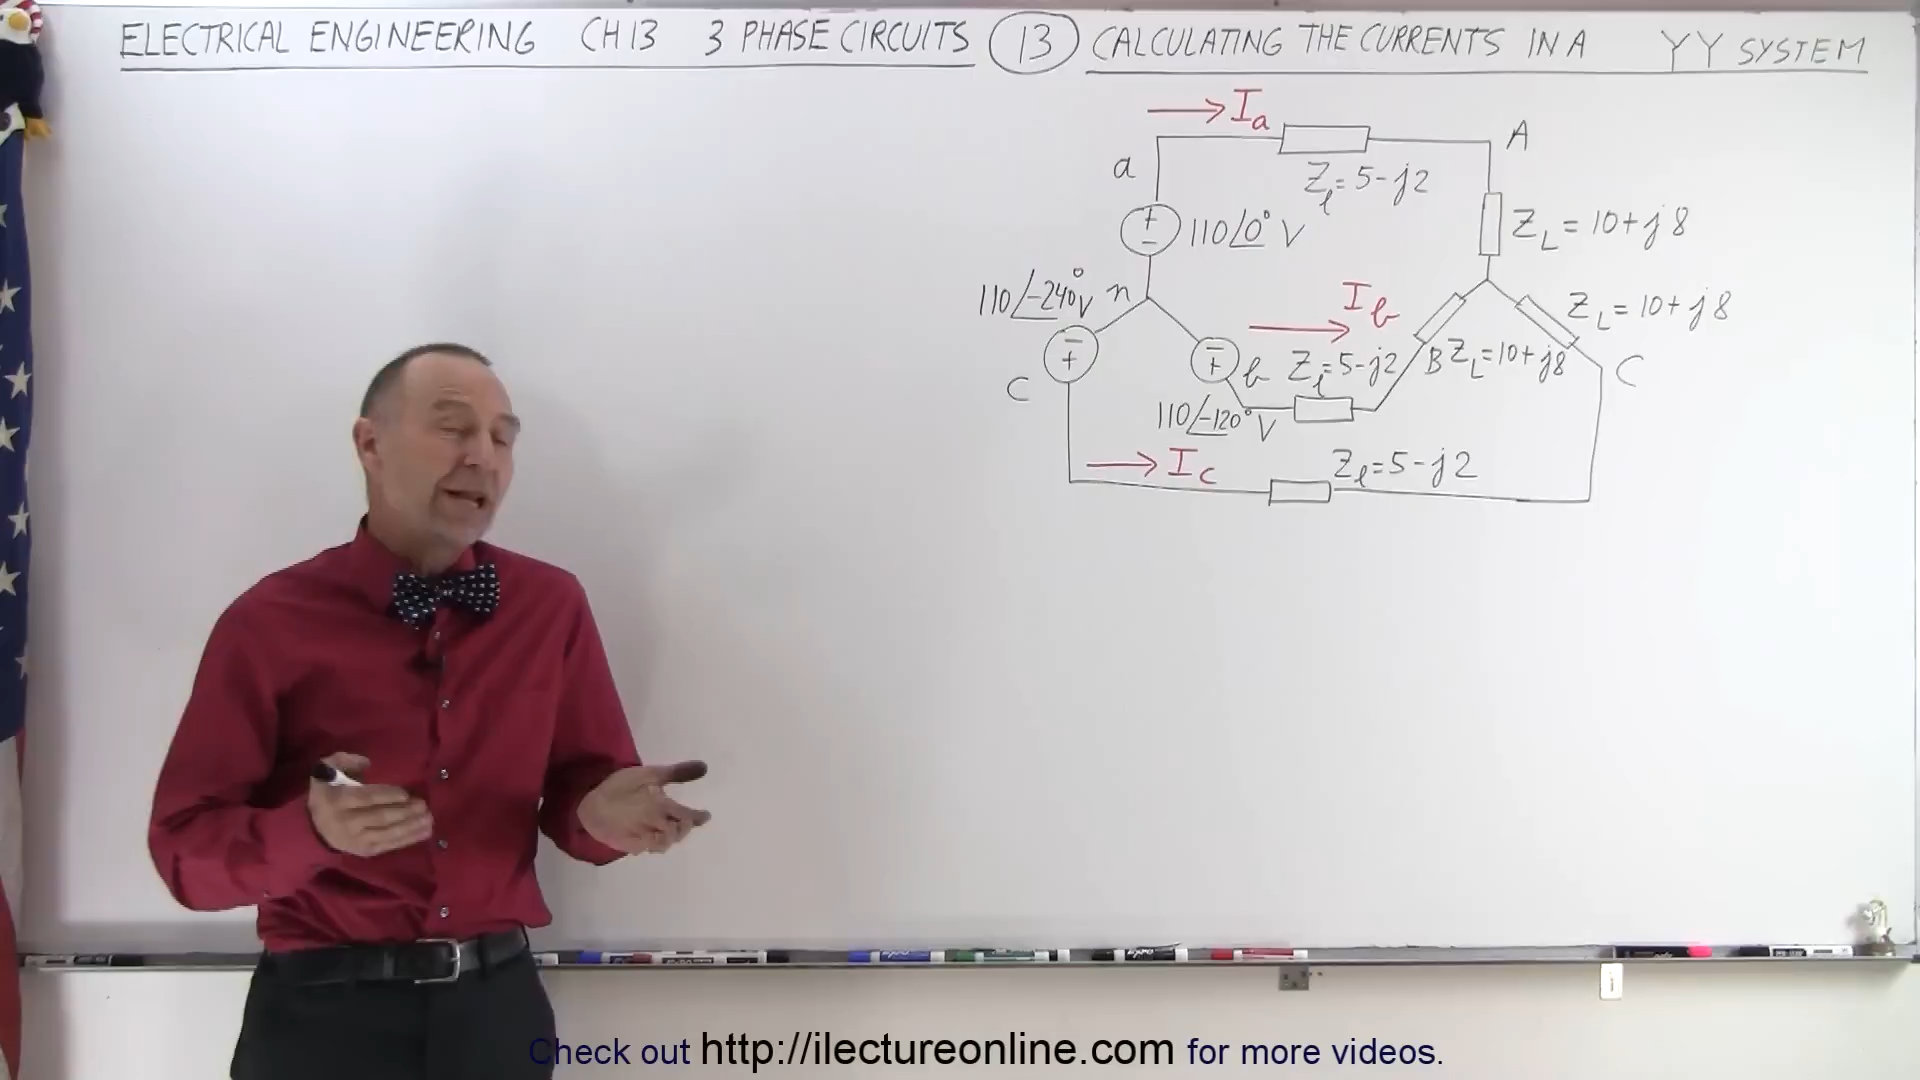 ELECTRICAL ENGINEERING CH 13 3 PHASE CIRCUITS 13 CALCULATING THE CURRENTS IN A YY SYSTEM
Ia
A
a
Zl = 5-j2
+
-
110∠0° V
ZL = 10+j8
110∠-240° V
n
Ib
ZL = 10+j8
-
+
-
+
b
Zl = 5-j2
B
ZL = 10+j8
C
C
110∠-120° V
Ic
Zl = 5-j2
Check out http://ilectureonline.com for more videos.